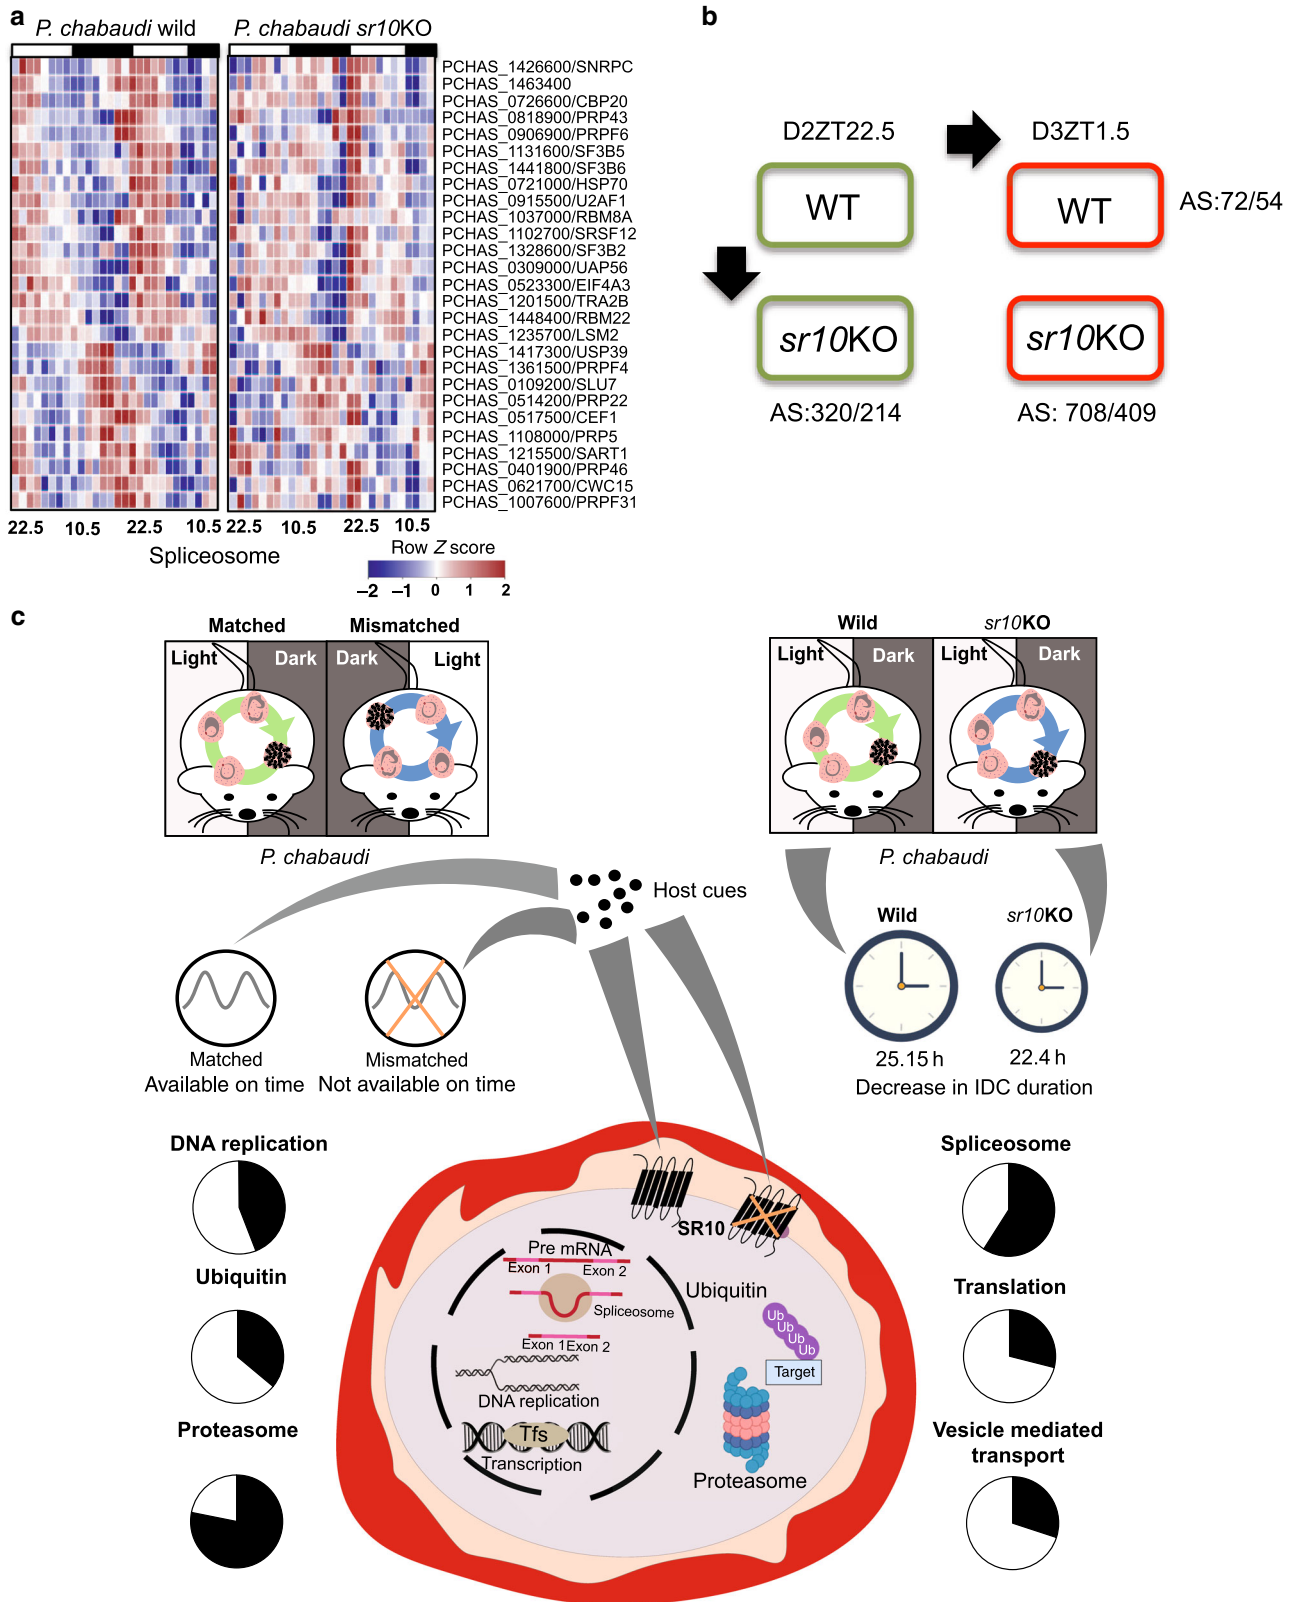 a
P. chabaudi wild
P. chabaudi sr10KO
PCHAS_1426600/SNRPC
PCHAS_1463400
PCHAS_0726600/CBP20
PCHAS_0818900/PRP43
PCHAS_0906900/PRPF6
PCHAS_1131600/SF3B5
PCHAS_1441800/SF3B6
PCHAS_0721000/HSP70
PCHAS_0915500/U2AF1
PCHAS_1037000/RBM8A
PCHAS_1102700/SRSF12
PCHAS_1328600/SF3B2
PCHAS_0309000/UAP56
PCHAS_0523300/EIF4A3
PCHAS_1201500/TRA2B
PCHAS_1448400/RBM22
PCHAS_1235700/LSM2
PCHAS_1417300/USP39
PCHAS_1361500/PRPF4
PCHAS_0109200/SLU7
PCHAS_0514200/PRP22
PCHAS_0517500/CEF1
PCHAS_1108000/PRP5
PCHAS_1215500/SART1
PCHAS_0401900/PRP46
PCHAS_0621700/CWC15
PCHAS_1007600/PRPF31
22.5 10.5 22.5 10.5 22.5 10.5 22.5 10.5
Spliceosome
Row Z score
–2 –1 0 1 2
b
D2ZT22.5
D3ZT1.5
WT
WT
AS:72/54
sr10KO
sr10KO
AS:320/214
AS: 708/409
c
Matched
Mismatched
Light
Dark
Dark
Light
P. chabaudi
Wild
sr10KO
Light
Dark
Light
Dark
P. chabaudi
Host cues
Matched
Available on time
Mismatched
Not available on time
Wild
sr10KO
25.15 h
22.4 h
Decrease in IDC duration
DNA replication
Ubiquitin
Proteasome
Spliceosome
Translation
Vesicle mediated
transport
SR10
Pre mRNA
Exon 1
Exon 2
Spliceosome
Exon 1 Exon 2
DNA replication
Tfs
Transcription
Ubiquitin
Ub
Ub
Ub
Ub
Target
Proteasome